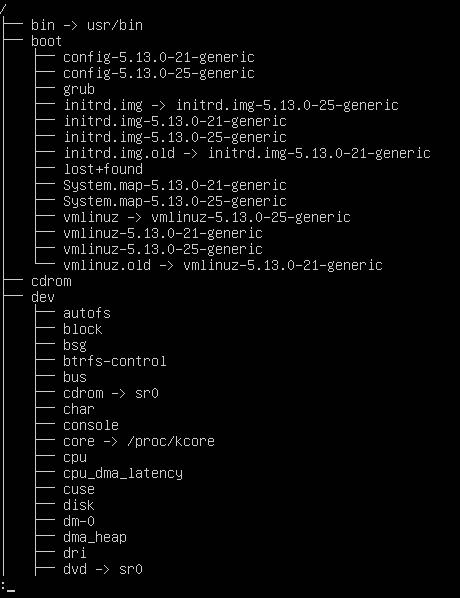 /
├── bin -> usr/bin
├── boot
│   ├── config-5.13.0-21-generic
│   ├── config-5.13.0-25-generic
│   ├── grub
│   ├── initrd.img -> initrd.img-5.13.0-25-generic
│   ├── initrd.img-5.13.0-21-generic
│   ├── initrd.img-5.13.0-25-generic
│   ├── initrd.img.old -> initrd.img-5.13.0-21-generic
│   ├── lost+found
│   ├── System.map-5.13.0-21-generic
│   ├── System.map-5.13.0-25-generic
│   ├── vmlinuz -> vmlinuz-5.13.0-25-generic
│   ├── vmlinuz-5.13.0-21-generic
│   ├── vmlinuz-5.13.0-25-generic
│   └── vmlinuz.old -> vmlinuz-5.13.0-21-generic
├── cdrom
├── dev
│   ├── autofs
│   ├── block
│   ├── bsg
│   ├── btrfs-control
│   ├── bus
│   ├── cdrom -> sr0
│   ├── char
│   ├── console
│   ├── core -> /proc/kcore
│   ├── cpu
│   ├── cpu_dma_latency
│   ├── cuse
│   ├── disk
│   ├── dm-0
│   ├── dma_heap
│   ├── dri
│   ├── dvd -> sr0
:_